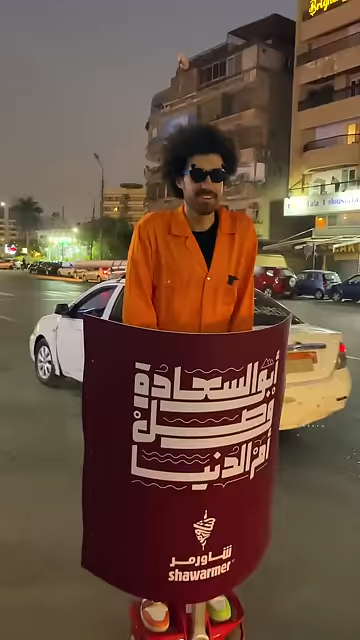 أبو السعادة
وصل
أم الدنيا
شاورمر
shawarmer